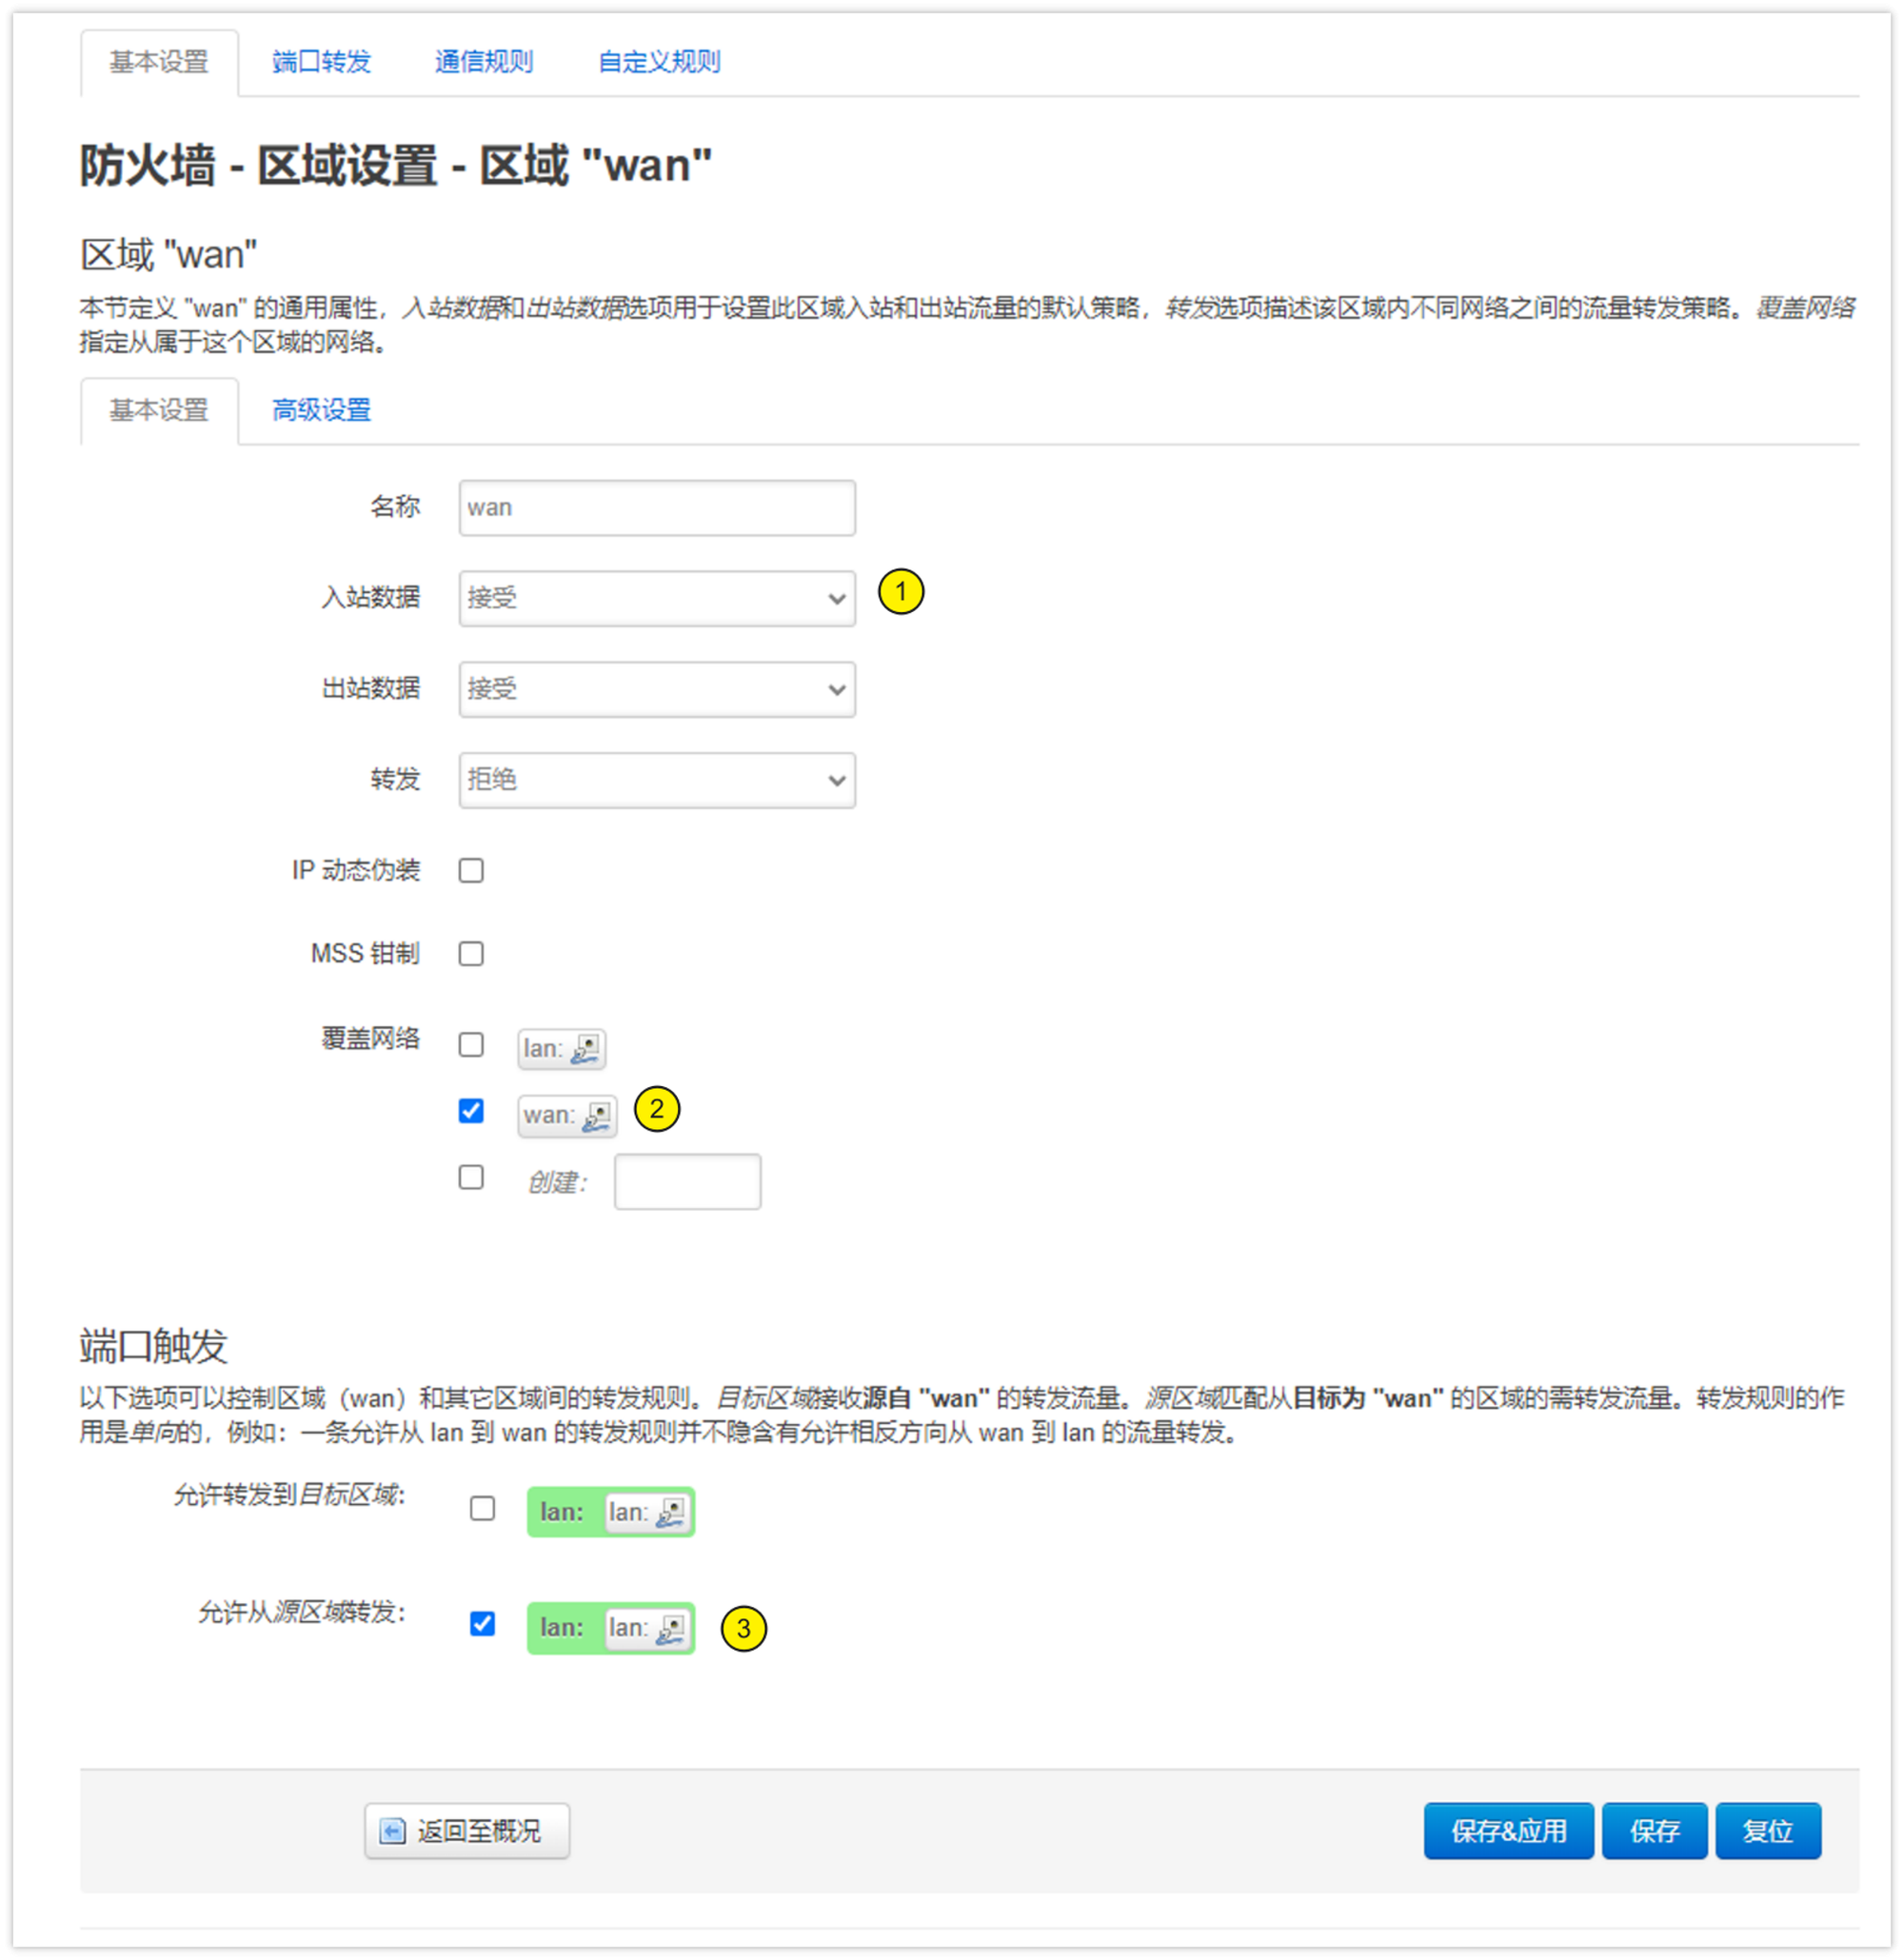 基本设置 端口转发 通信规则 自定义规则
防火墙 - 区域设置 - 区域 "wan"
区域 "wan"
本节定义 "wan" 的通用属性，入站数据和出站数据选项用于设置此区域入站和出站流量的默认策略，转发选项描述该区域内不同网络之间的流量转发策略。覆盖网络
指定从属于这个区域的网络。
基本设置 高级设置
名称 wan
入站数据 接受 1
出站数据 接受
转发 拒绝
IP 动态伪装
MSS 钳制
覆盖网络 lan:
wan: 2
创建：
端口触发
以下选项可以控制区域（wan）和其它区域间的转发规则。目标区域接收源自 "wan" 的转发流量。源区域匹配从目标为 "wan" 的区域的需转发流量。转发规则的作
用是单向的，例如：一条允许从 lan 到 wan 的转发规则并不隐含有允许相反方向从 wan 到 lan 的流量转发。
允许转发到目标区域： lan: lan:
允许从源区域转发： lan: lan: 3
返回至概况 保存&应用 保存 复位